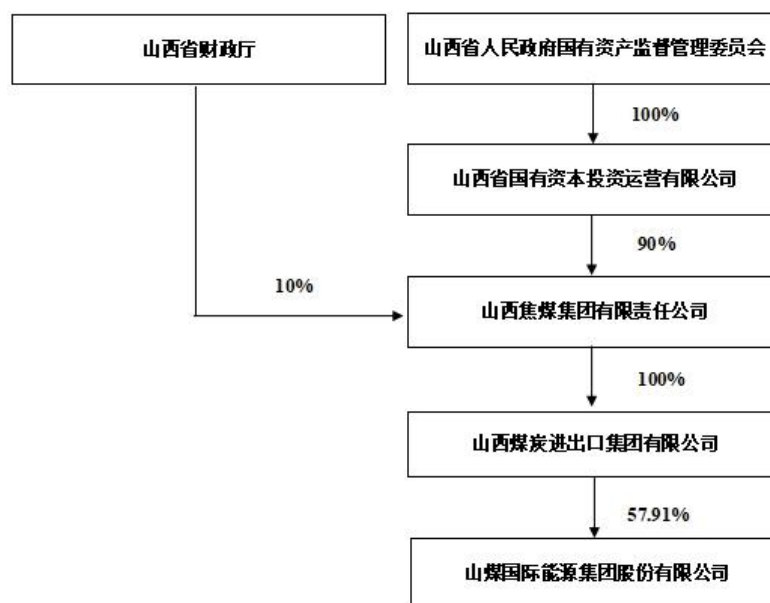 山西省财政厅
山西省人民政府国有资产监督管理委员会
100%
山西省国有资本投资运营有限公司
90%
10%
山西焦煤集团有限责任公司
100%
山西煤炭进出口集团有限公司
57.91%
山煤国际能源集团股份有限公司